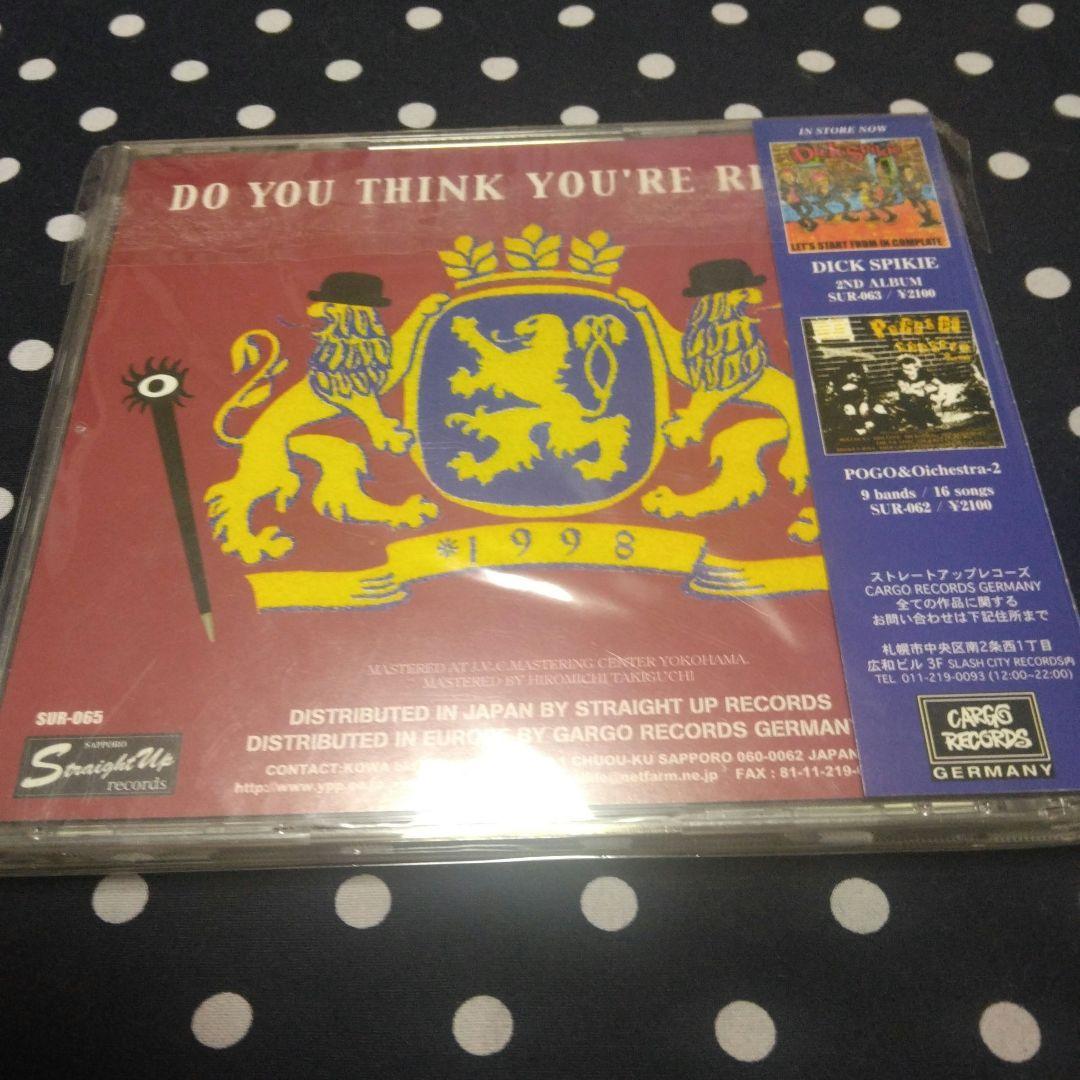 DO YOU THINK YOU'RE
*1998
MASTERED AT J.V.C.MASTERING CENTER YOKOHAMA.
MASTERED BY HIROMICHI TAKIGUCHI
SUR-065
DISTRIBUTED IN JAPAN BY STRAIGHT UP RECORDS
DISTRIBUTED IN EUROPE BY GARGO RECORDS GERMANY
CONTACT:KOWA CHUOU-KU SAPPORO 060-0062 JAPAN
@netfarm.ne.jp FAX : 81-11-219-
http://www.ypp.co
SAPPORO
Straight Up
records
IN STORE NOW
DICK SPIKIE
LET'S START FROM IN COMPLATE
DICK SPIKIE
2ND ALBUM
SUR-063 / ¥2100
POGO&Oichestra-2
9 bands / 16 songs
SUR-062 / ¥2100
ストレートアップレコーズ
CARGO RECORDS GERMANY
全ての作品に関する
お問い合わせは下記住所まで
札幌市中央区南2条西1丁目
広和ビル 3F SLASH CITY RECORDS内
TEL 011-219-0093 (12:00~22:00)
CARGO
RECORDS
GERMANY